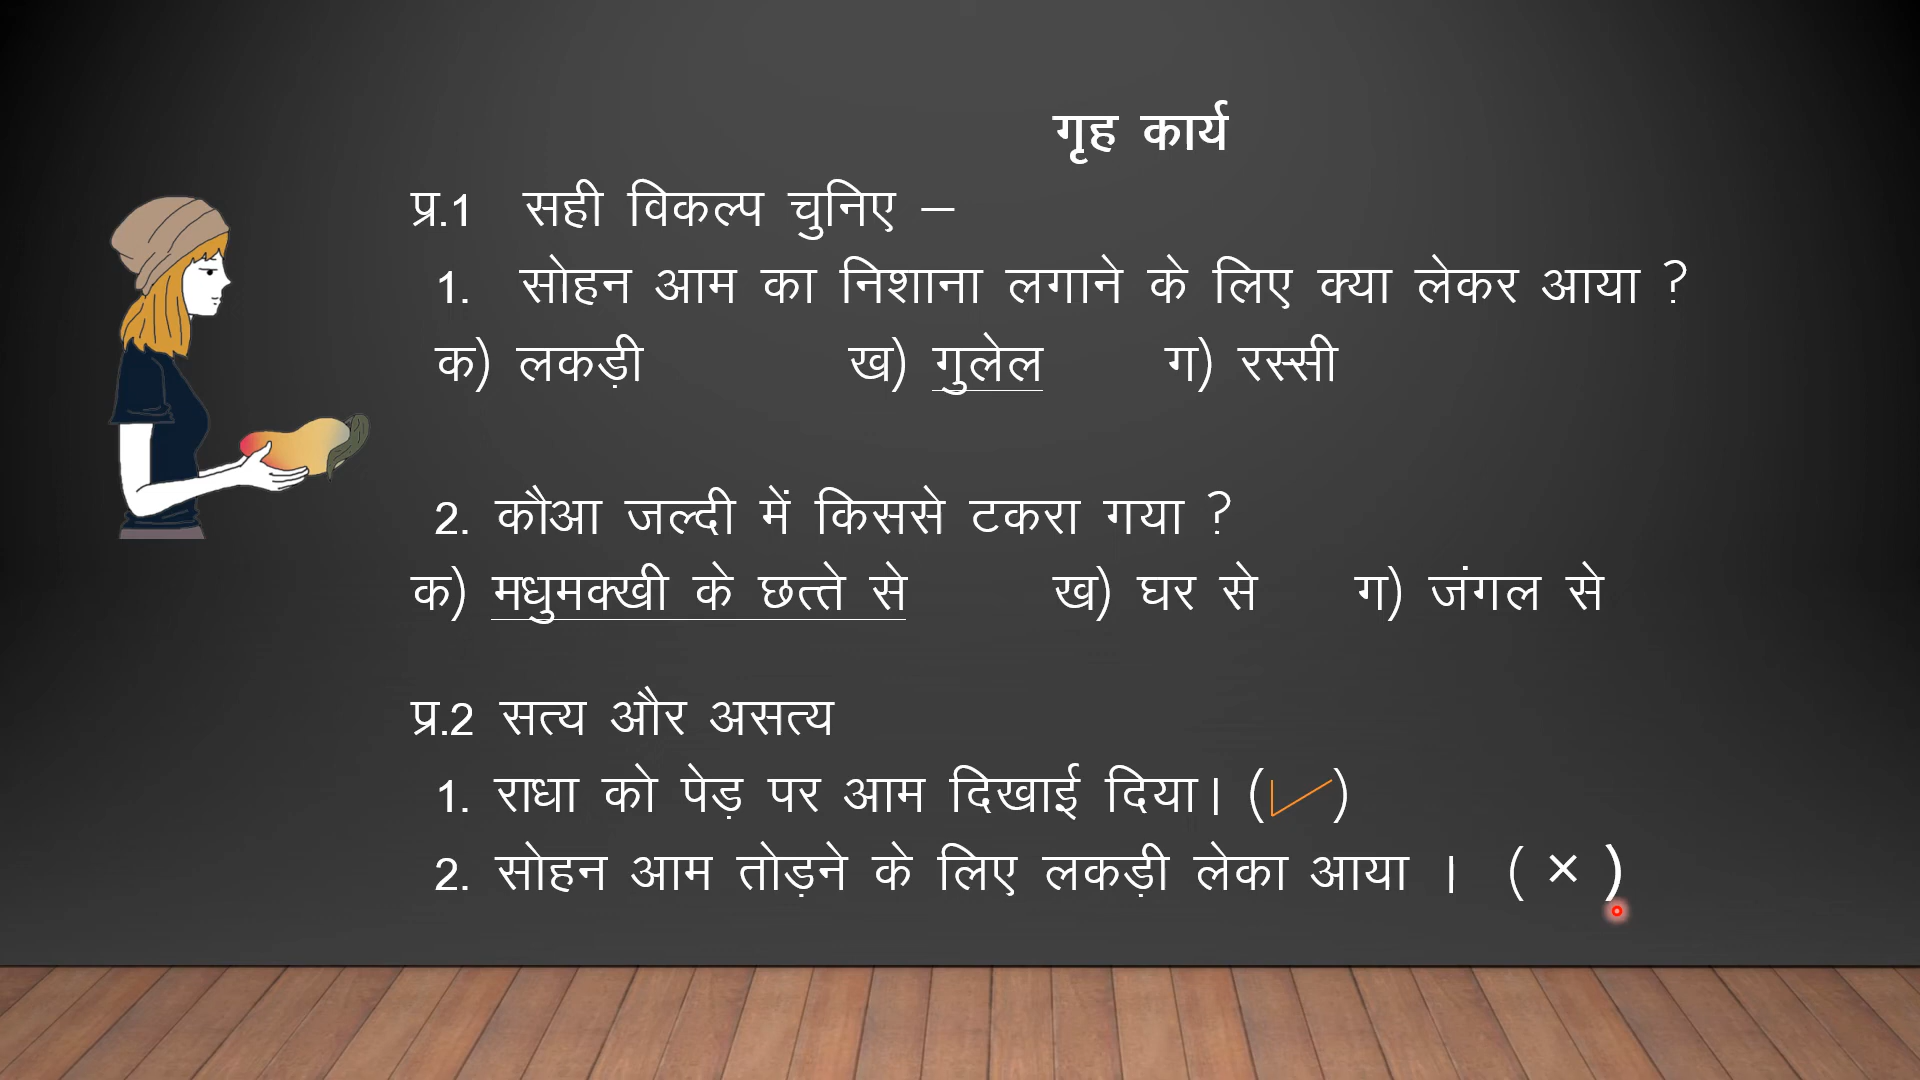 गृह कार्य
प्र.1 सही विकल्प चुनिए –
1. सोहन आम का निशाना लगाने के लिए क्या लेकर आया ?
क) लकड़ी ख) गुलेल ग) रस्सी
2. कौआ जल्दी में किससे टकरा गया ?
क) मधुमक्खी के छत्ते से ख) घर से ग) जंगल से
प्र.2 सत्य और असत्य
1. राधा को पेड़ पर आम दिखाई दिया। (✓)
2. सोहन आम तोड़ने के लिए लकड़ी लेका आया । ( × )